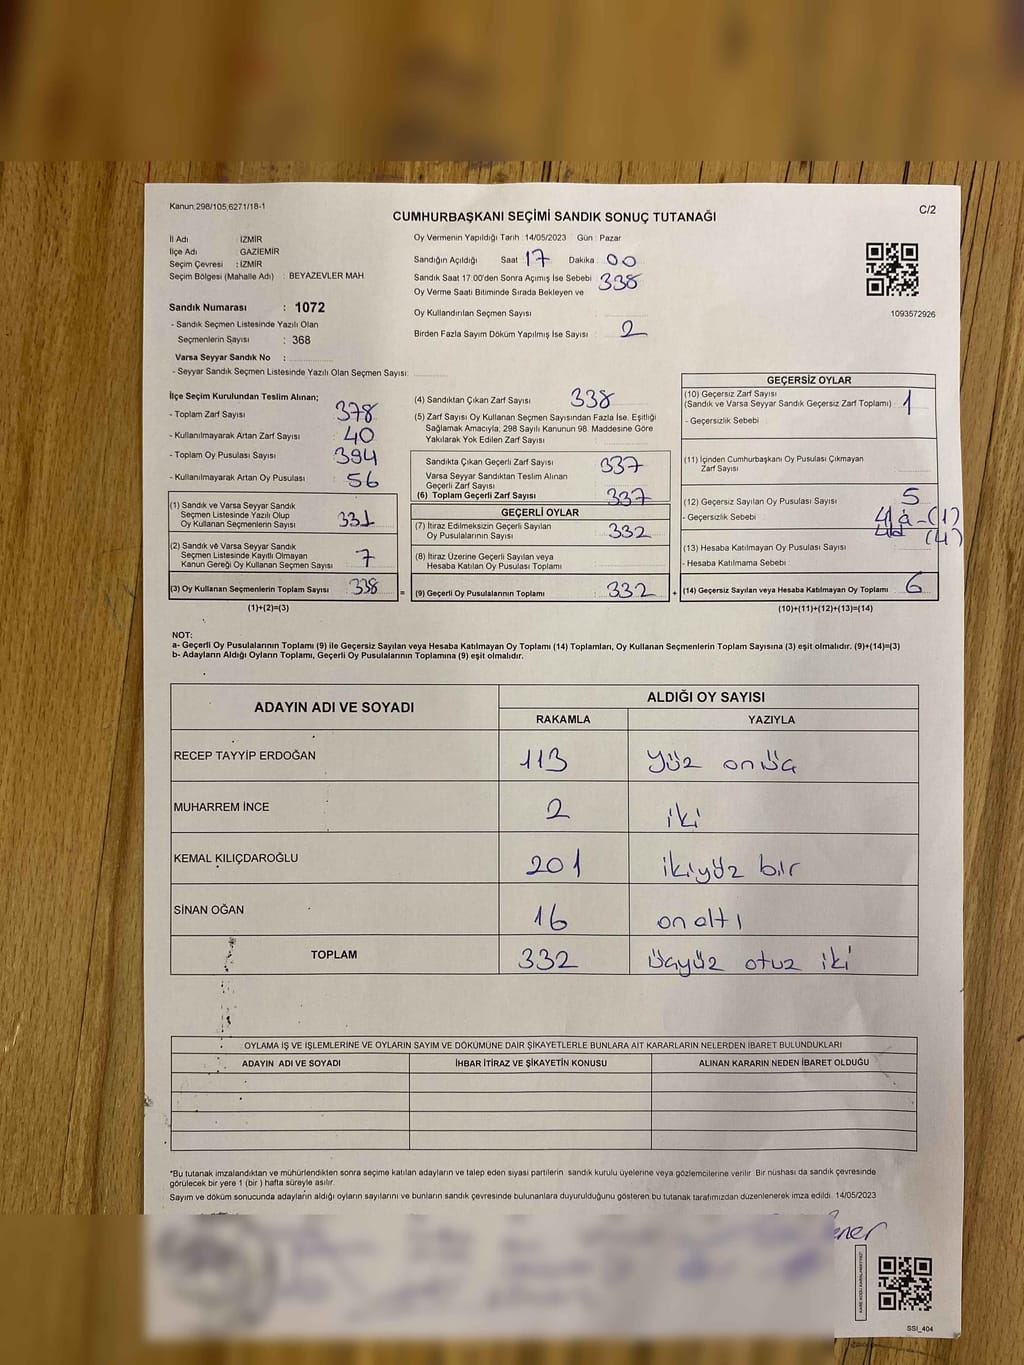 Kanun;298/105,6271/18-1
C/2
CUMHURBAŞKANI SEÇİMİ SANDIK SONUÇ TUTANAĞI
İl Adı : İZMİR
İlçe Adı : GAZİEMİR
Seçim Çevresi : İZMİR
Seçim Bölgesi (Mahalle Adı) : BEYAZEVLER MAH
Sandık Numarası : 1072
- Sandık Seçmen Listesinde Yazılı Olan
Seçmenlerin Sayısı : 368
Varsa Seyyar Sandık No :
- Seyyar Sandık Seçmen Listesinde Yazılı Olan Seçmen Sayısı:
Oy Vermenin Yapıldığı Tarih : 14/05/2023 Gün : Pazar
Sandığın Açıldığı Saat : 17 Dakika : 00
Sandık Saat 17:00'den Sonra Açımış İse Sebebi : 338
Oy Verme Saati Bitiminde Sırada Bekleyen ve
Oy Kullandırılan Seçmen Sayısı :
Birden Fazla Sayım Döküm Yapılmış İse Sayısı : 2
1093572926
İlçe Seçim Kurulundan Teslim Alınan;
- Toplam Zarf Sayısı : 378
- Kullanılmayarak Artan Zarf Sayısı : 40
- Toplam Oy Pusulası Sayısı : 394
- Kullanılmayarak Artan Oy Pusulası : 56
(1) Sandık ve Varsa Seyyar Sandık
Seçmen Listesinde Yazılı Olup
Oy Kullanan Seçmenlerin Sayısı : 331
(2) Sandık ve Varsa Seyyar Sandık
Seçmen Listesinde Kayıtlı Olmayan
Kanun Gereği Oy Kullanan Seçmen Sayısı : 7
(3) Oy Kullanan Seçmenlerin Toplam Sayısı : 338
(1)+(2)=(3)
(4) Sandıktan Çıkan Zarf Sayısı : 338
(5) Zarf Sayısı Oy Kullanan Seçmen Sayısından Fazla İse, Eşitliği
Sağlamak Amacıyla; 298 Sayılı Kanunun 98. Maddesine Göre
Yakılarak Yok Edilen Zarf Sayısı :
Sandıkta Çıkan Geçerli Zarf Sayısı : 337
Varsa Seyyar Sandıktan Teslim Alınan
Geçerli Zarf Sayısı
(6) Toplam Geçerli Zarf Sayısı : 337
GEÇERLİ OYLAR
(7) İtiraz Edilmeksizin Geçerli Sayılan
Oy Pusulalarının Sayısı : 332
(8) İtiraz Üzerine Geçerli Sayılan veya
Hesaba Katılan Oy Pusulası Toplamı :
= (9) Geçerli Oy Pusulalarının Toplamı : 332 +
GEÇERSİZ OYLAR
(10) Geçersiz Zarf Sayısı
(Sandık ve Varsa Seyyar Sandık Geçersiz Zarf Toplamı) : 1
- Geçersizlik Sebebi :
(11) İçinden Cumhurbaşkanı Oy Pusulası Çıkmayan
Zarf Sayısı :
(12) Geçersiz Sayılan Oy Pusulası Sayısı : 5
- Geçersizlik Sebebi : 4/a-(1)
4d (4)
(13) Hesaba Katılmayan Oy Pusulası Sayısı :
- Hesaba Katılmama Sebebi :
(14) Geçersiz Sayılan veya Hesaba Katılmayan Oy Toplamı : 6
(10)+(11)+(12)+(13)=(14)
NOT:
a- Geçerli Oy Pusulalarının Toplamı (9) ile Geçersiz Sayılan veya Hesaba Katılmayan Oy Toplamı (14) Toplamları, Oy Kullanan Seçmenlerin Toplam Sayısına (3) eşit olmalıdır. (9)+(14)=(3)
b- Adayların Aldığı Oyların Toplamı, Geçerli Oy Pusulalarının Toplamına (9) eşit olmalıdır.
ADAYIN ADI VE SOYADI ALDIĞI OY SAYISI
RAKAMLA YAZIYLA
RECEP TAYYİP ERDOĞAN 113 yüz onüç
MUHARREM İNCE 2 iki
KEMAL KILIÇDAROĞLU 201 ikiyüz bir
SİNAN OĞAN 16 on altı
TOPLAM 332 üçyüz otuz iki
OYLAMA İŞ VE İŞLEMLERİNE VE OYLARIN SAYIM VE DÖKÜMÜNE DAİR ŞİKAYETLERLE BUNLARA AİT KARARLARIN NELERDEN İBARET BULUNDUKLARI
ADAYIN ADI VE SOYADI İHBAR İTİRAZ VE ŞİKAYETİN KONUSU ALINAN KARARIN NEDEN İBARET OLDUĞU
*Bu tutanak imzalandıktan ve mühürlendikten sonra seçime katılan adayların ve talep eden siyasi partilerin sandık kurulu üyelerine veya gözlemcilerine verilir. Bir nüshası da sandık çevresinde
görülecek bir yere 1 (bir ) hafta süreyle asılır.
Sayım ve döküm sonucunda adayların aldığı oyların sayılarını ve bunların sandık çevresinde bulunanlara duyurulduğunu gösteren bu tutanak tarafımızdan düzenlenerek imza edildi. 14/05/2023
SSI_404